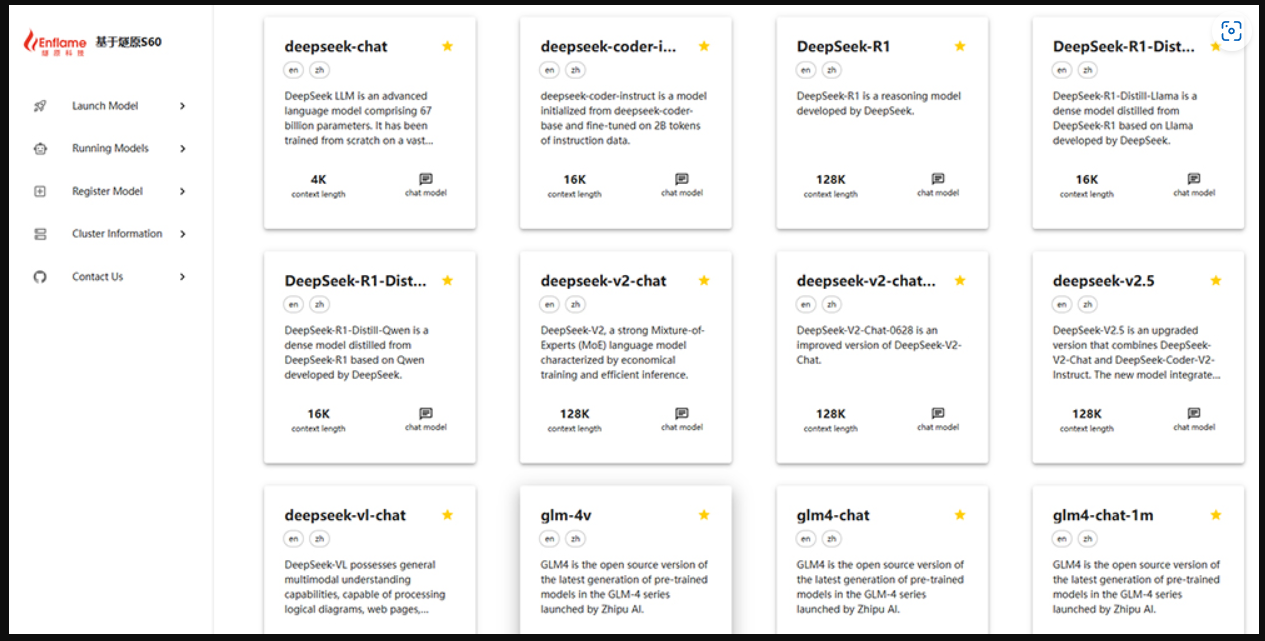 Enflame
燧原科技
基于燧原S60
Launch Model
Running Models
Register Model
Cluster Information
Contact Us
deepseek-chat
en zh
DeepSeek LLM is an advanced
language model comprising 67
billion parameters. It has been
trained from scratch on a vast...
4K
context length
chat model
deepseek-coder-i...
en zh
deepseek-coder-instruct is a model
initialized from deepseek-coder-
base and fine-tuned on 2B tokens
of instruction data.
16K
context length
chat model
DeepSeek-R1
en zh
DeepSeek-R1 is a reasoning model
developed by DeepSeek.
128K
context length
chat model
DeepSeek-R1-Dist...
en zh
DeepSeek-R1-Distill-Llama is a
dense model distilled from
DeepSeek-R1 based on Llama
developed by DeepSeek.
16K
context length
chat model
DeepSeek-R1-Dist...
en zh
DeepSeek-R1-Distill-Qwen is a
dense model distilled from
DeepSeek-R1 based on Qwen
developed by DeepSeek.
16K
context length
chat model
deepseek-v2-chat
en zh
DeepSeek-V2, a strong Mixture-of-
Experts (MoE) language model
characterized by economical
training and efficient inference.
128K
context length
chat model
deepseek-v2-chat...
en zh
DeepSeek-V2-Chat-0628 is an
improved version of DeepSeek-V2-
Chat.
128K
context length
chat model
deepseek-v2.5
en zh
DeepSeek-V2.5 is an upgraded
version that combines DeepSeek-
V2-Chat and DeepSeek-Coder-V2-
Instruct. The new model integrate...
128K
context length
chat model
deepseek-vl-chat
en zh
DeepSeek-VL possesses general
multimodal understanding
capabilities, capable of processing
logical diagrams, web pages,...
glm-4v
en zh
GLM4 is the open source version of
the latest generation of pre-trained
models in the GLM-4 series
launched by Zhipu AI.
glm4-chat
en zh
GLM4 is the open source version of
the latest generation of pre-trained
models in the GLM-4 series
launched by Zhipu AI.
glm4-chat-1m
en zh
GLM4 is the open source version of
the latest generation of pre-trained
models in the GLM-4 series
launched by Zhipu AI.